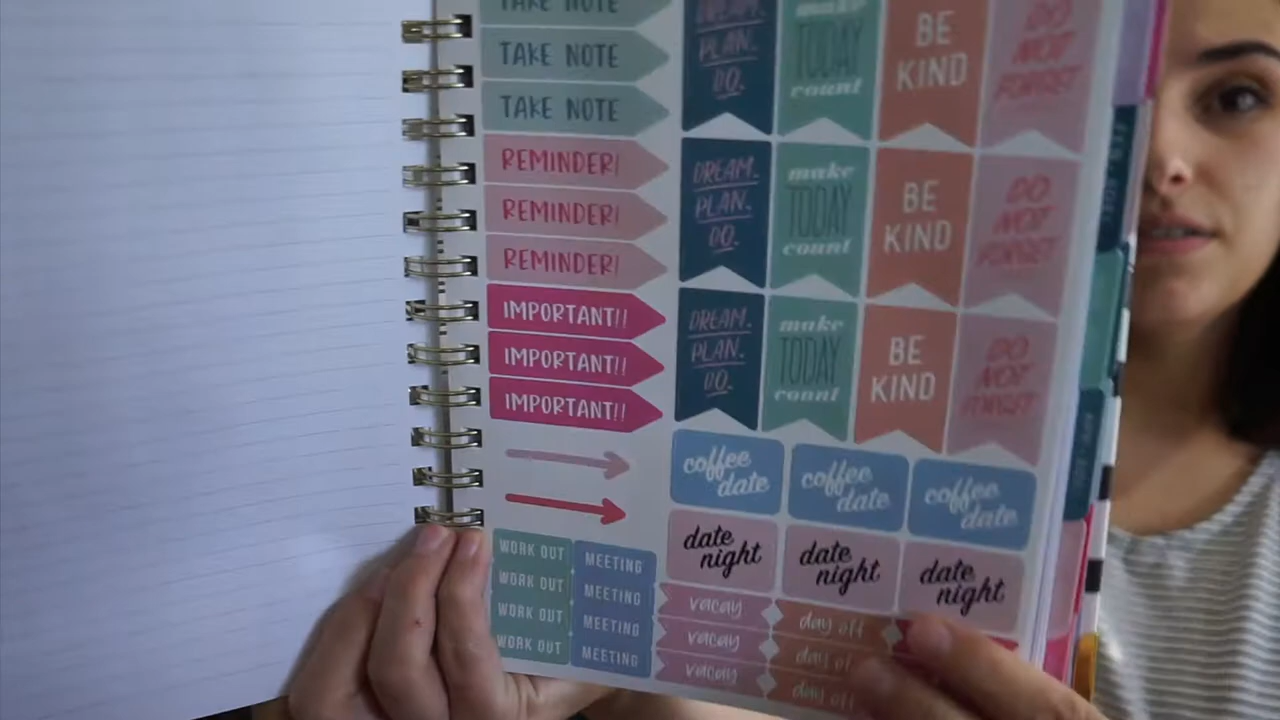 TAKE NOTE
TAKE NOTE
TAKE NOTE
REMINDER!
REMINDER!
REMINDER!
IMPORTANT!!
IMPORTANT!!
IMPORTANT!!
DREAM.
PLAN.
DO.
make
TODAY
count
BE
KIND
DO
NOT
FORGET!
DREAM.
PLAN.
DO.
make
TODAY
count
BE
KIND
DO
NOT
FORGET!
DREAM.
PLAN.
DO.
make
TODAY
count
BE
KIND
DO
NOT
FORGET!
coffee
date
coffee
date
coffee
date
date
night
date
night
date
night
WORK OUT
WORK OUT
WORK OUT
WORK OUT
MEETING
MEETING
MEETING
MEETING
vacay
vacay
vacay
day off
day off
day off